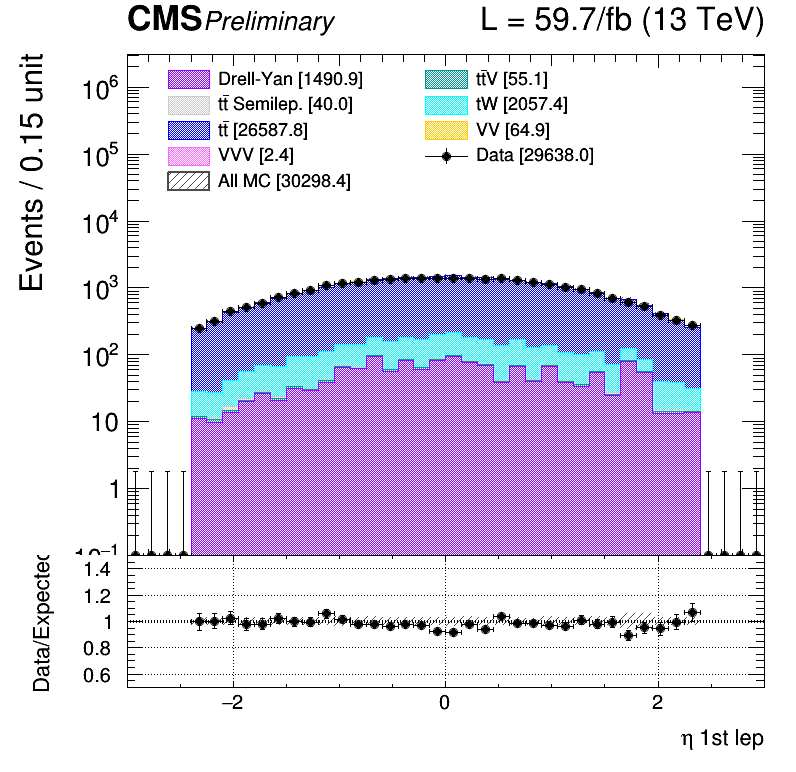 CMS Preliminary L = 59.7/fb (13 TeV)
Events / 0.15 unit
Drell-Yan [1490.9]
tt̄ Semilep. [40.0]
tt̄ [26587.8]
VVV [2.4]
All MC [30298.4]
tt̄V [55.1]
tW [2057.4]
VV [64.9]
Data [29638.0]
10⁶
10⁵
10⁴
10³
10²
10
1
10⁻¹
Data/Expected
1.4
1.2
1
0.8
0.6
−2 0 2
η 1st lep